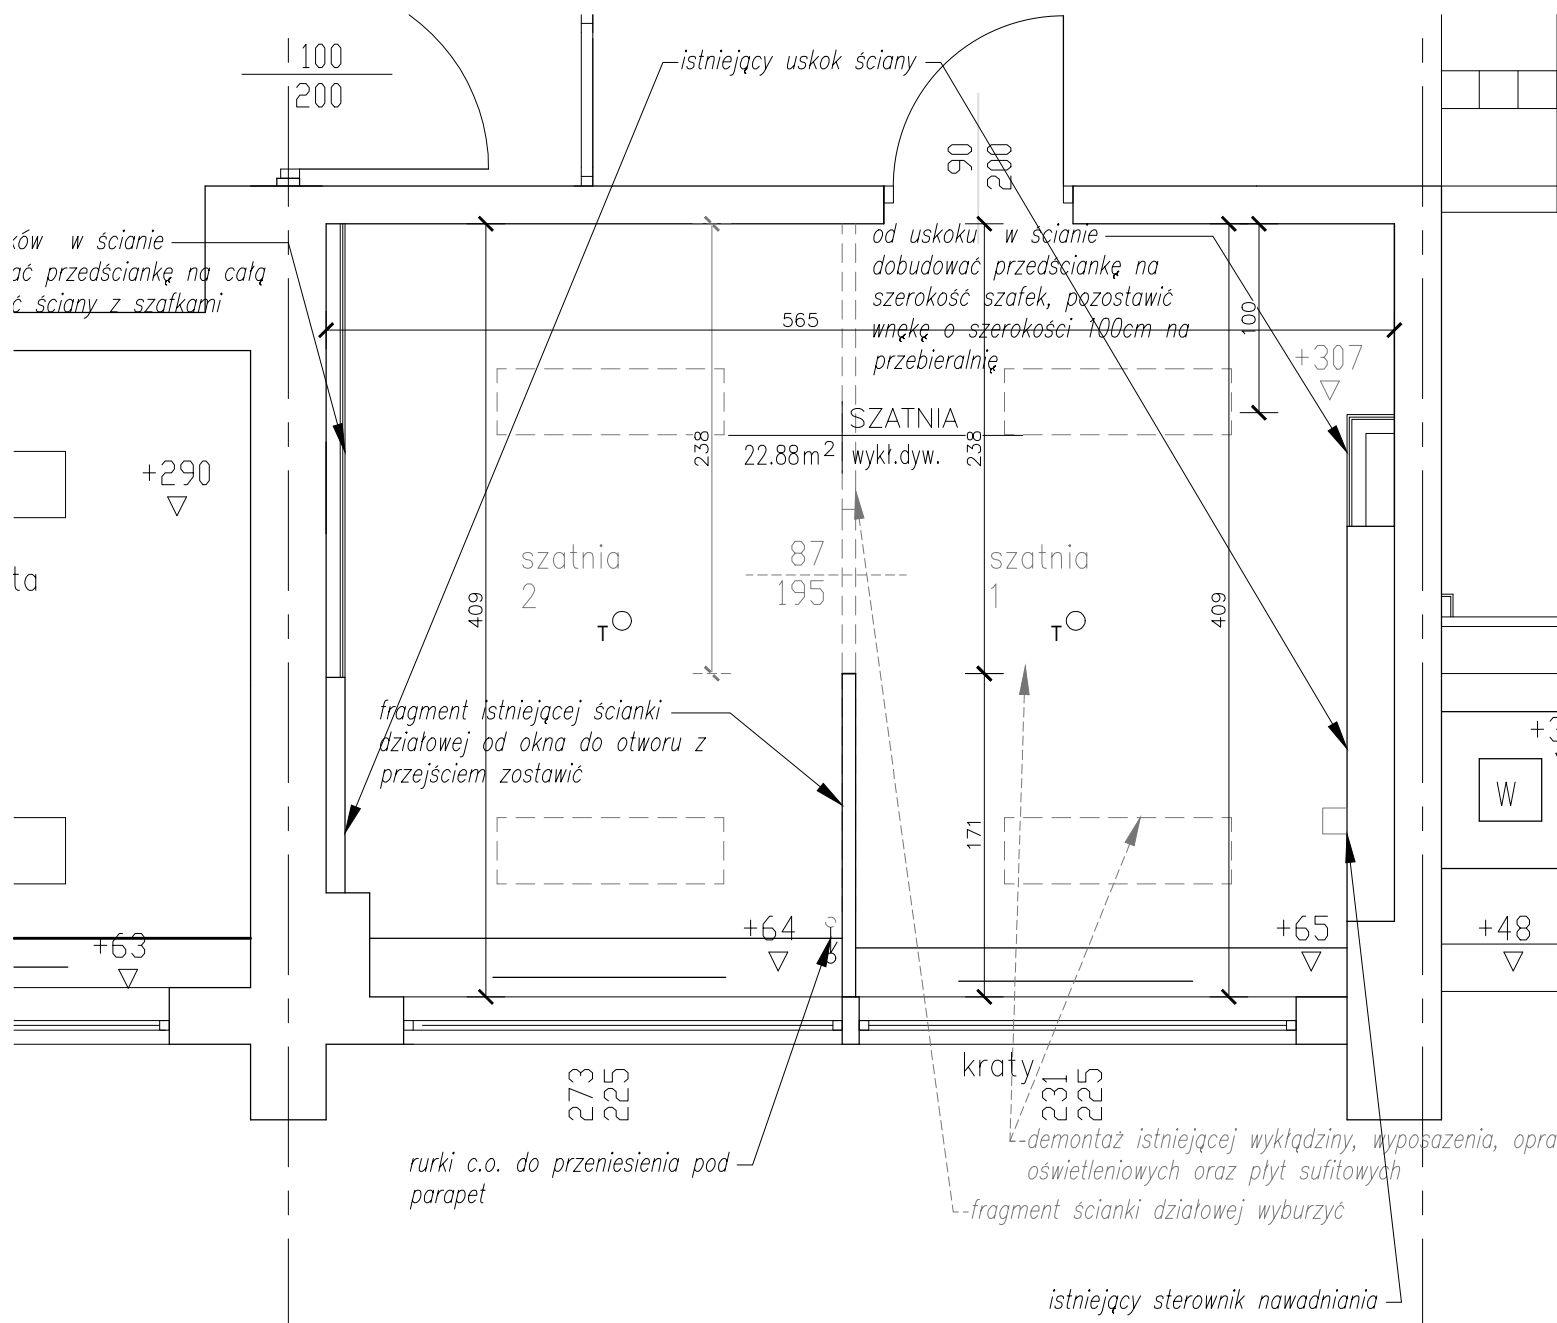 100
200
istniejący uskok ściany
90
200
ków w ścianie
ać przedściankę na całą
ć ściany z szafkami
od uskoku w ścianie
dobudować przedściankę na
szerokość szafek, pozostawić
wnękę o szerokości 100cm na
przebieralnię
565
100
+307
SZATNIA
22.88m2 wykł.dyw.
238
238
+290
ta
szatnia
2
87
195
szatnia
1
409
409
T
T
fragment istniejącej ścianki
działowej od okna do otworu z
przejściem zostawić
171
W
+3
+63
+64
+65
+48
kraty
273
225
231
225
demontaż istniejącej wykłądziny, wyposazenia, opra
oświetleniowych oraz płyt sufitowych
rurki c.o. do przeniesienia pod
parapet
fragment ścianki działowej wyburzyć
istniejący sterownik nawadniania